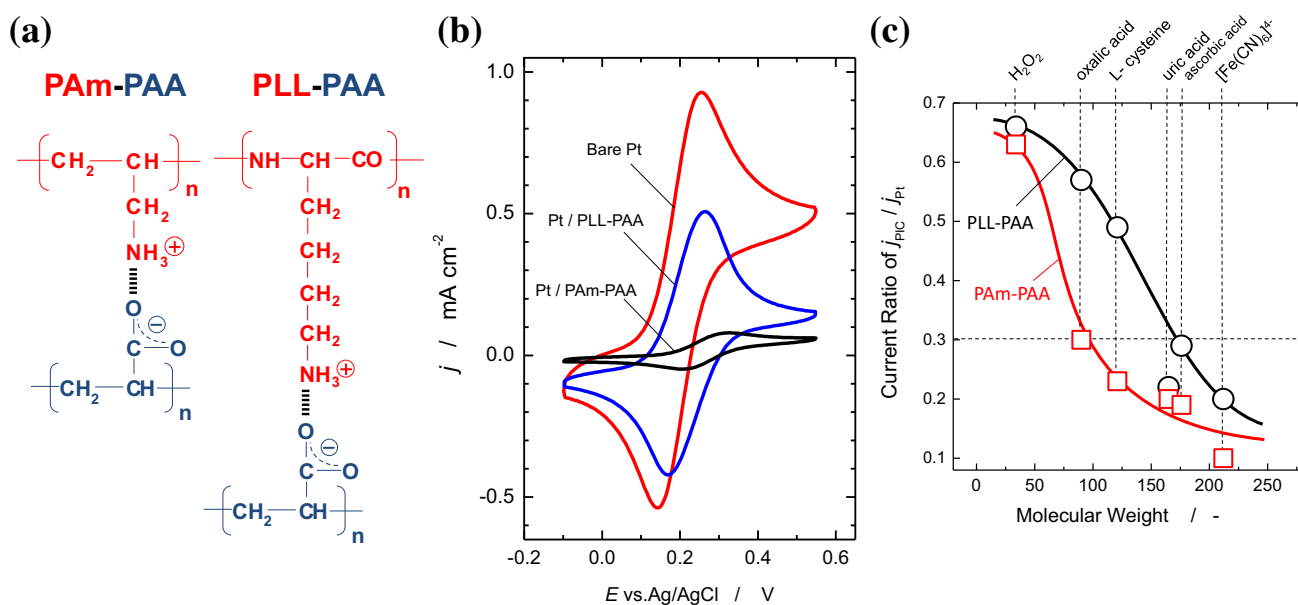 (a)
PAm-PAA
PLL-PAA
CH2
CH
n
CH2
NH3 +
O
−
C
O
CH2
CH
n
NH
CH
CO
n
CH2
CH2
CH2
CH2
NH3 +
O
−
C
O
CH2
CH
n
(b)
1.0
0.5
0.0
-0.5
j / mA cm-2
Bare Pt
Pt / PLL-PAA
Pt / PAm-PAA
-0.2
0.0
0.2
0.4
0.6
E vs.Ag/AgCl / V
(c)
H2O2
oxalic acid
L- cysteine
uric acid
ascorbic acid
[Fe(CN)6]4-
0.7
0.6
0.5
0.4
0.3
0.2
0.1
Current Ratio of jPIC / jPt
PLL-PAA
PAm-PAA
0
50
100
150
200
250
Molecular Weight / -